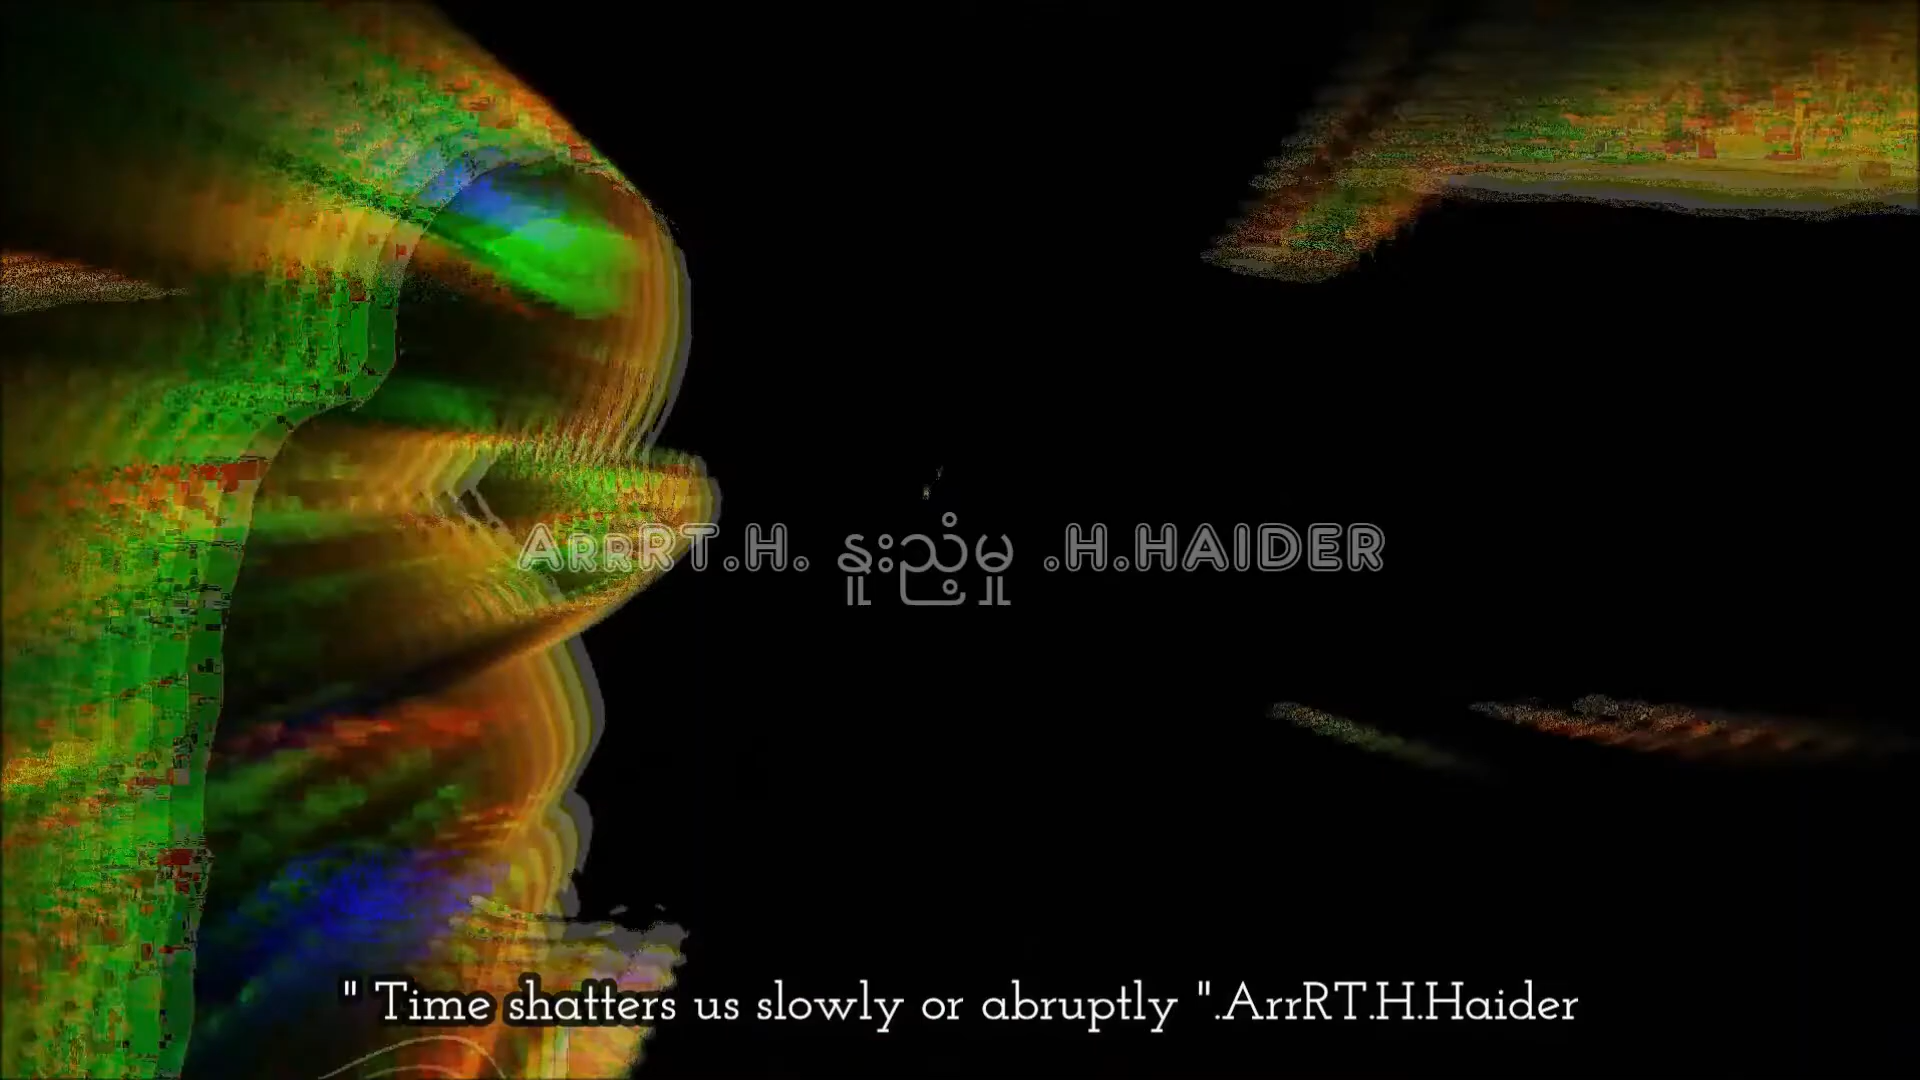 ArrRT.H. နူးညံ့မှု .H.HAIDER
" Time shatters us slowly or abruptly ".ArrRT.H.Haider